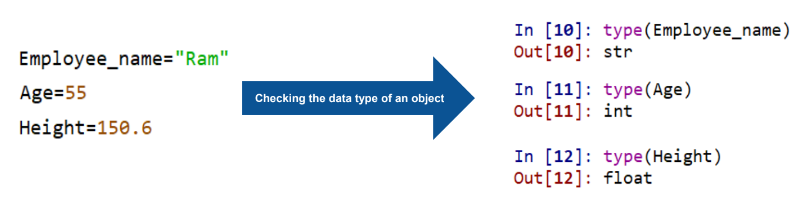 Employee_name="Ram"
Age=55
Height=150.6
Checking the data type of an object
In [10]: type(Employee_name)
Out[10]: str
In [11]: type(Age)
Out[11]: int
In [12]: type(Height)
Out[12]: float